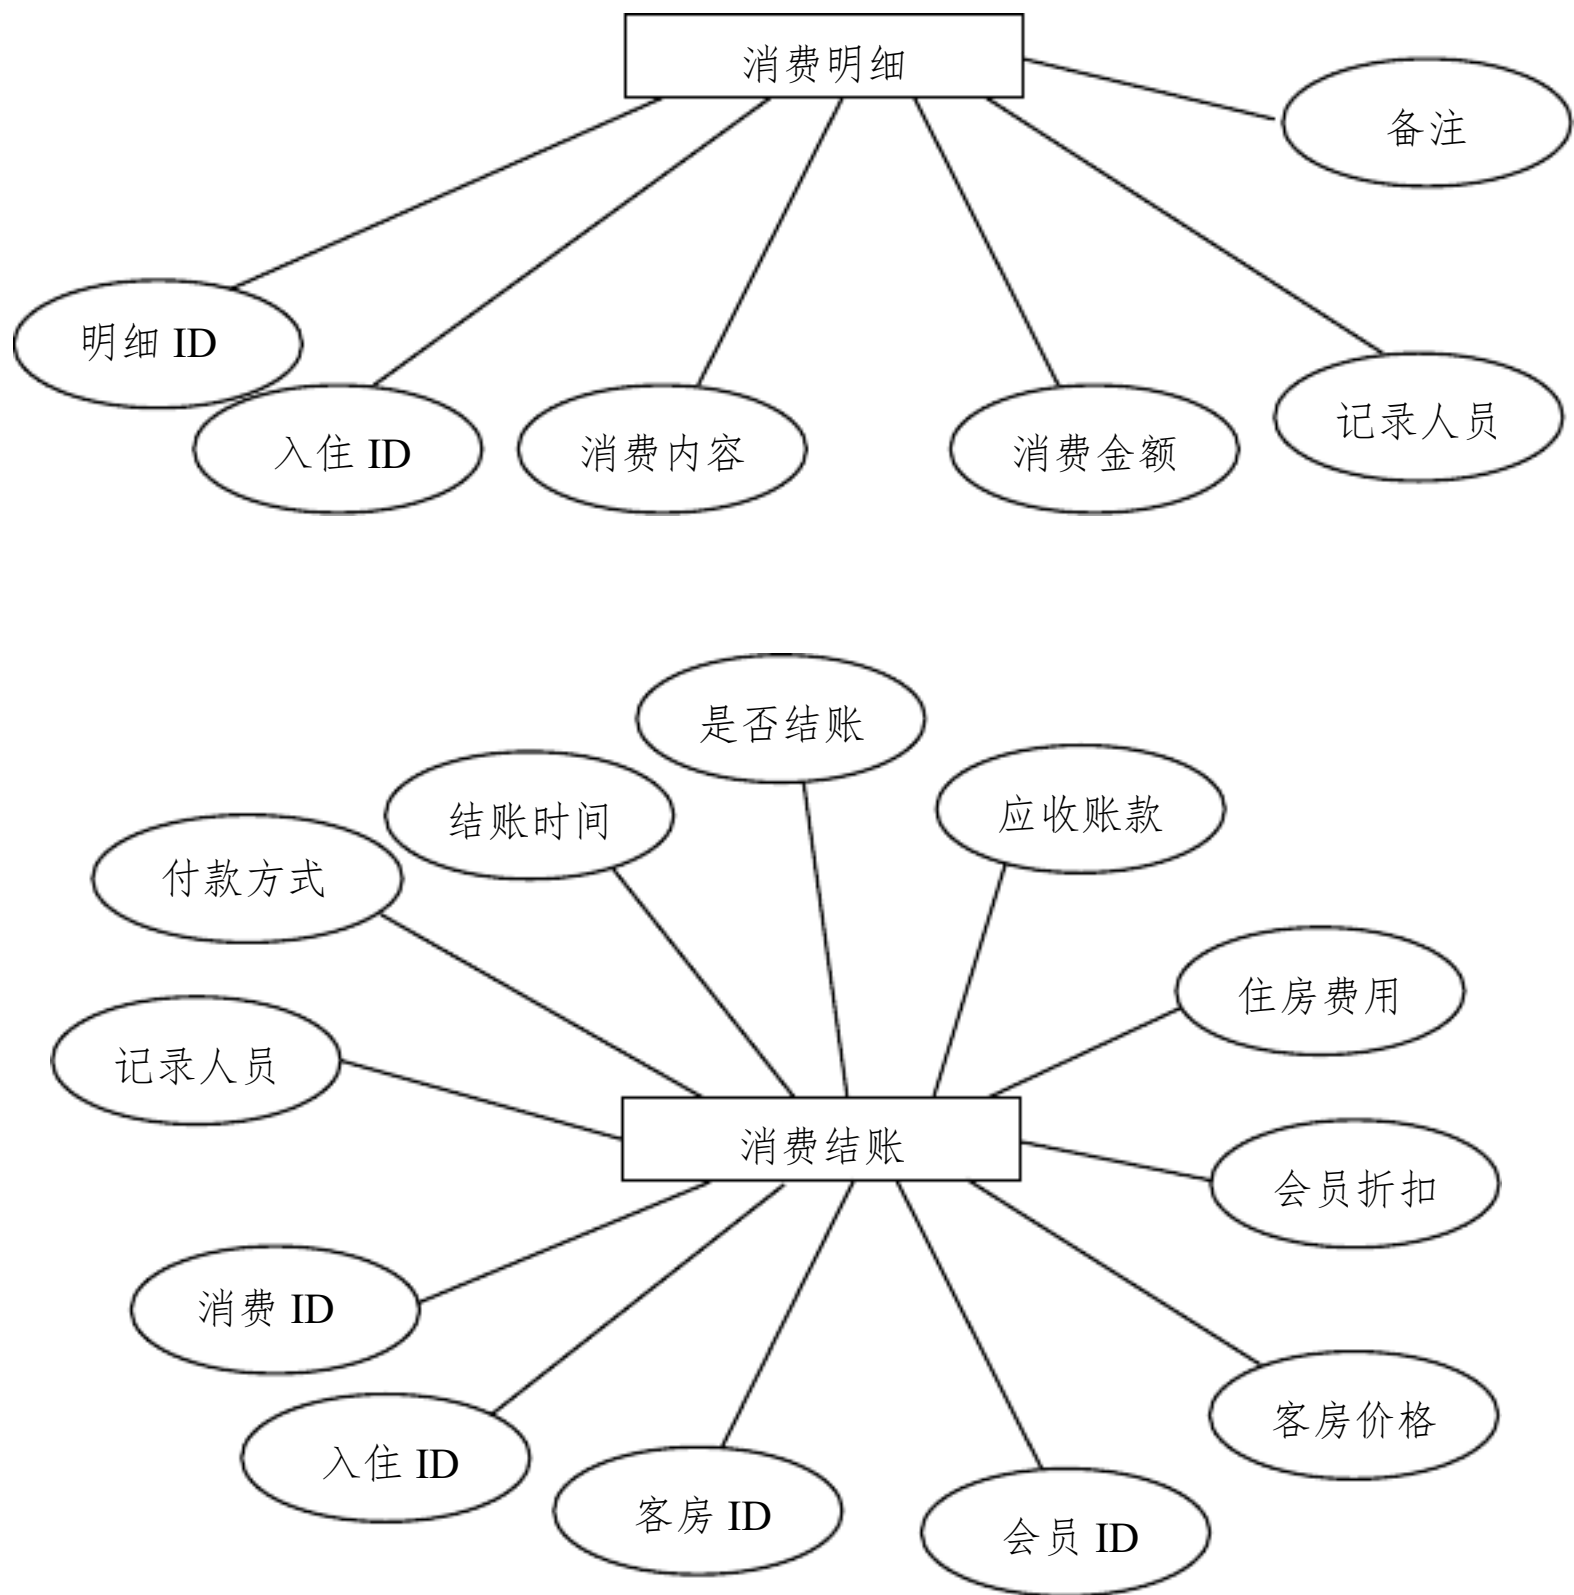 消费明细
备注
明细 ID
入住 ID
消费内容
消费金额
记录人员
是否结账
结账时间
应收账款
付款方式
住房费用
记录人员
消费结账
会员折扣
消费 ID
客房价格
入住 ID
客房 ID
会员 ID